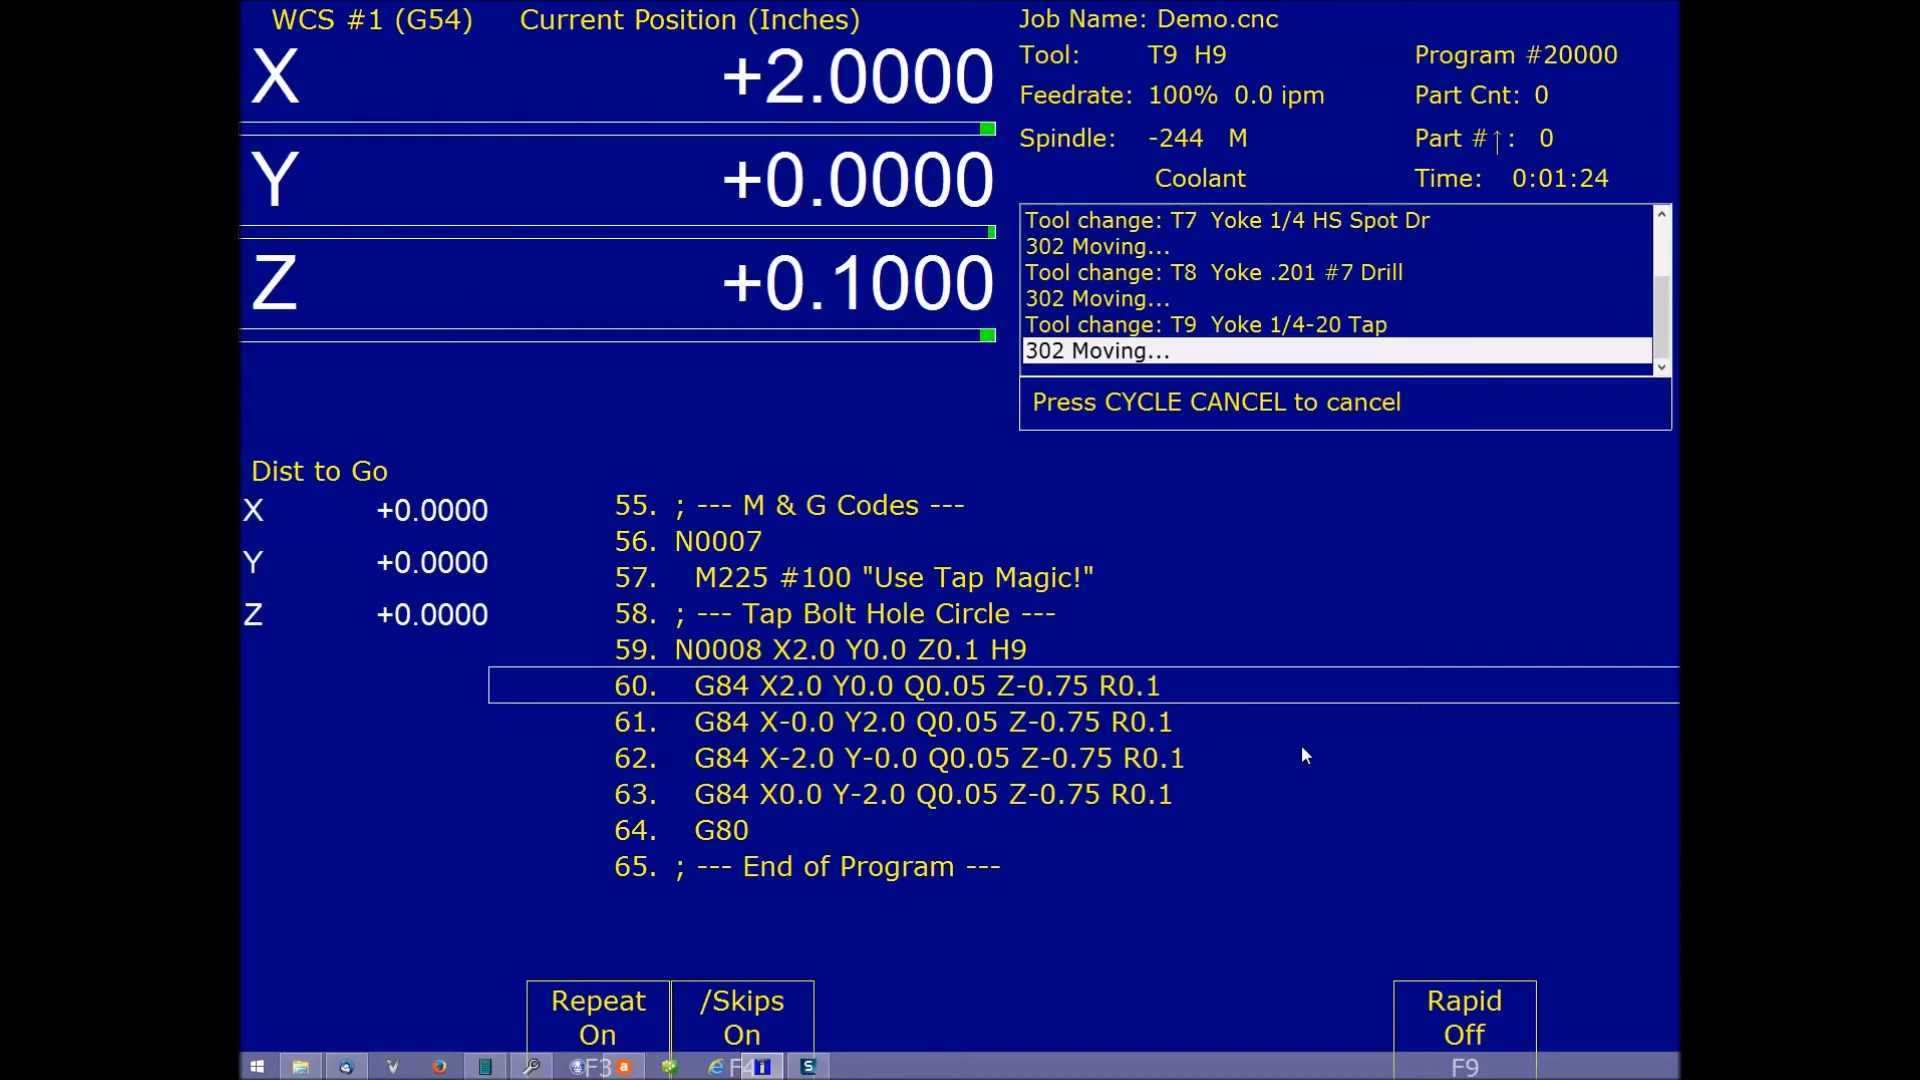 WCS #1 (G54) Current Position (Inches)
X +2.0000
Y +0.0000
Z +0.1000
Job Name: Demo.cnc
Tool: T9 H9 Program #20000
Feedrate: 100% 0.0 ipm Part Cnt: 0
Spindle: -244 M Part #↑: 0
Coolant Time: 0:01:24
Tool change: T7 Yoke 1/4 HS Spot Dr
302 Moving...
Tool change: T8 Yoke .201 #7 Drill
302 Moving...
Tool change: T9 Yoke 1/4-20 Tap
302 Moving...
Press CYCLE CANCEL to cancel
Dist to Go
X +0.0000
Y +0.0000
Z +0.0000
55. ; --- M & G Codes ---
56. N0007
57. M225 #100 "Use Tap Magic!"
58. ; --- Tap Bolt Hole Circle ---
59. N0008 X2.0 Y0.0 Z0.1 H9
60. G84 X2.0 Y0.0 Q0.05 Z-0.75 R0.1
61. G84 X-0.0 Y2.0 Q0.05 Z-0.75 R0.1
62. G84 X-2.0 Y-0.0 Q0.05 Z-0.75 R0.1
63. G84 X0.0 Y-2.0 Q0.05 Z-0.75 R0.1
64. G80
65. ; --- End of Program ---
Repeat On
/Skips On
Rapid Off
F3 F4 F9